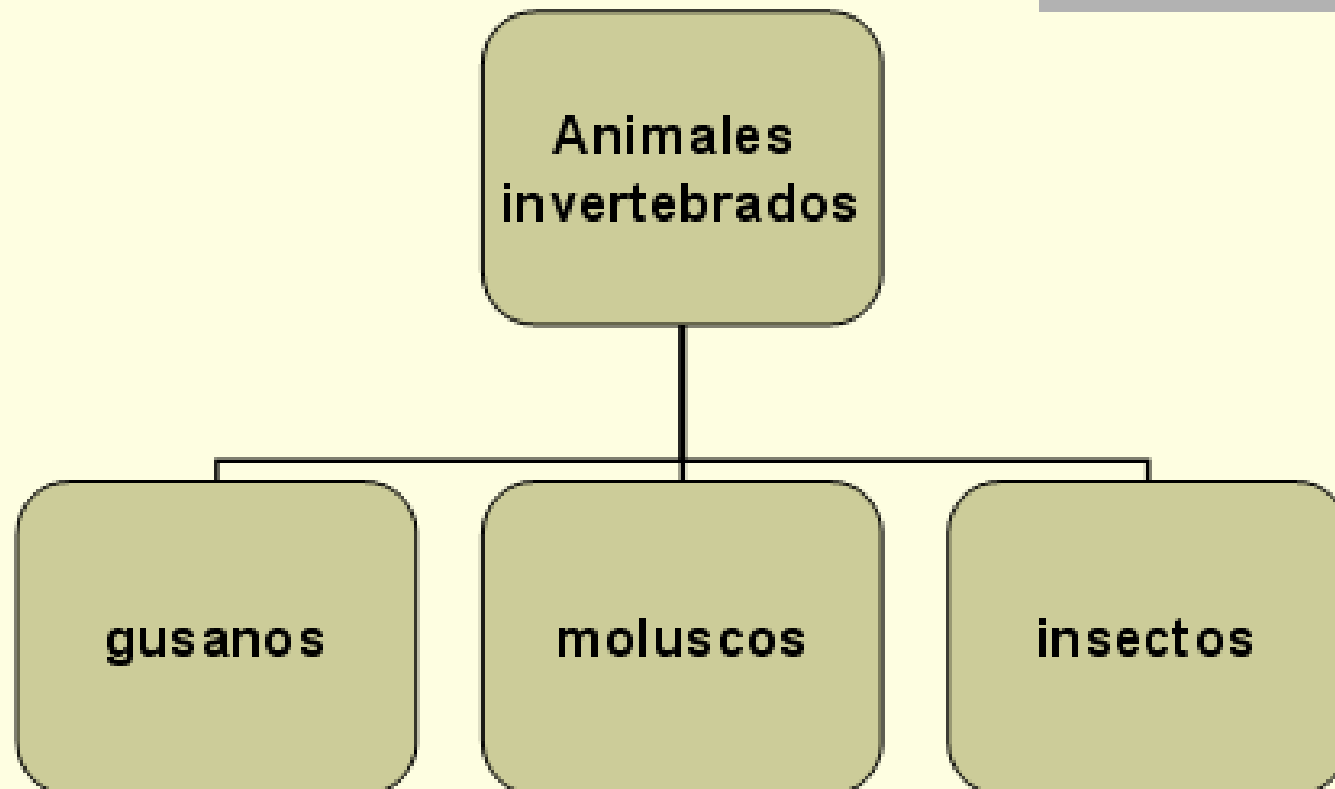 Animales
invertebrados
gusanos
moluscos
insectos